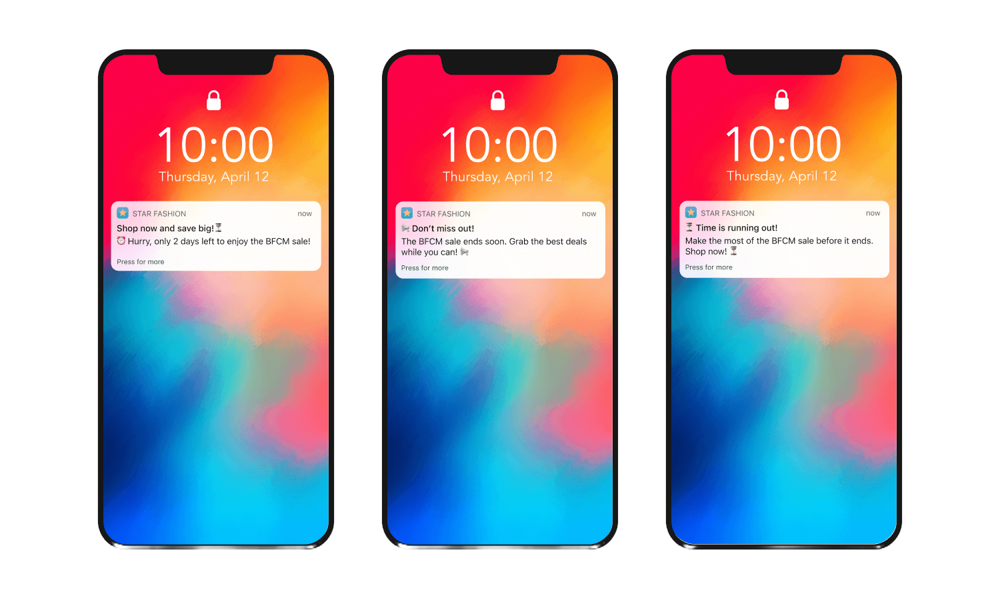 10:00
Thursday, April 12
STAR FASHION now
Shop now and save big!⏳
⏰ Hurry, only 2 days left to enjoy the BFCM sale!
Press for more
10:00
Thursday, April 12
STAR FASHION now
📢 Don't miss out!
The BFCM sale ends soon. Grab the best deals
while you can! 📢
Press for more
10:00
Thursday, April 12
STAR FASHION now
⏳ Time is running out!
Make the most of the BFCM sale before it ends.
Shop now! ⏳
Press for more